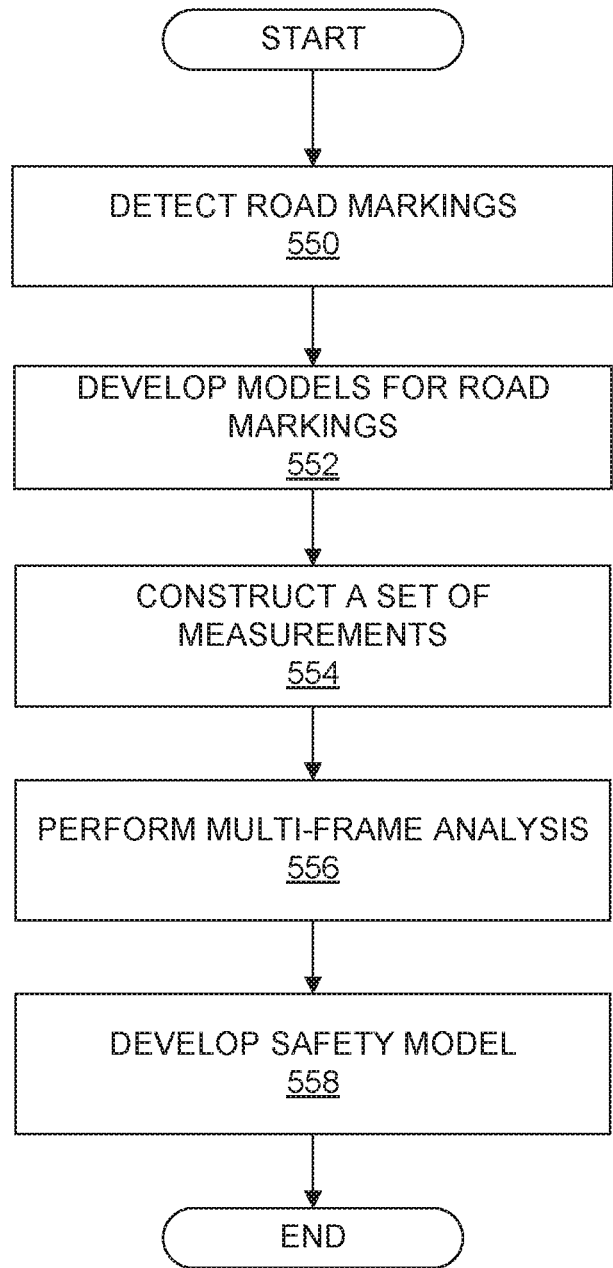 START
DETECT ROAD MARKINGS
550
DEVELOP MODELS FOR ROAD
MARKINGS
552
CONSTRUCT A SET OF
MEASUREMENTS
554
PERFORM MULTI-FRAME ANALYSIS
556
DEVELOP SAFETY MODEL
558
END